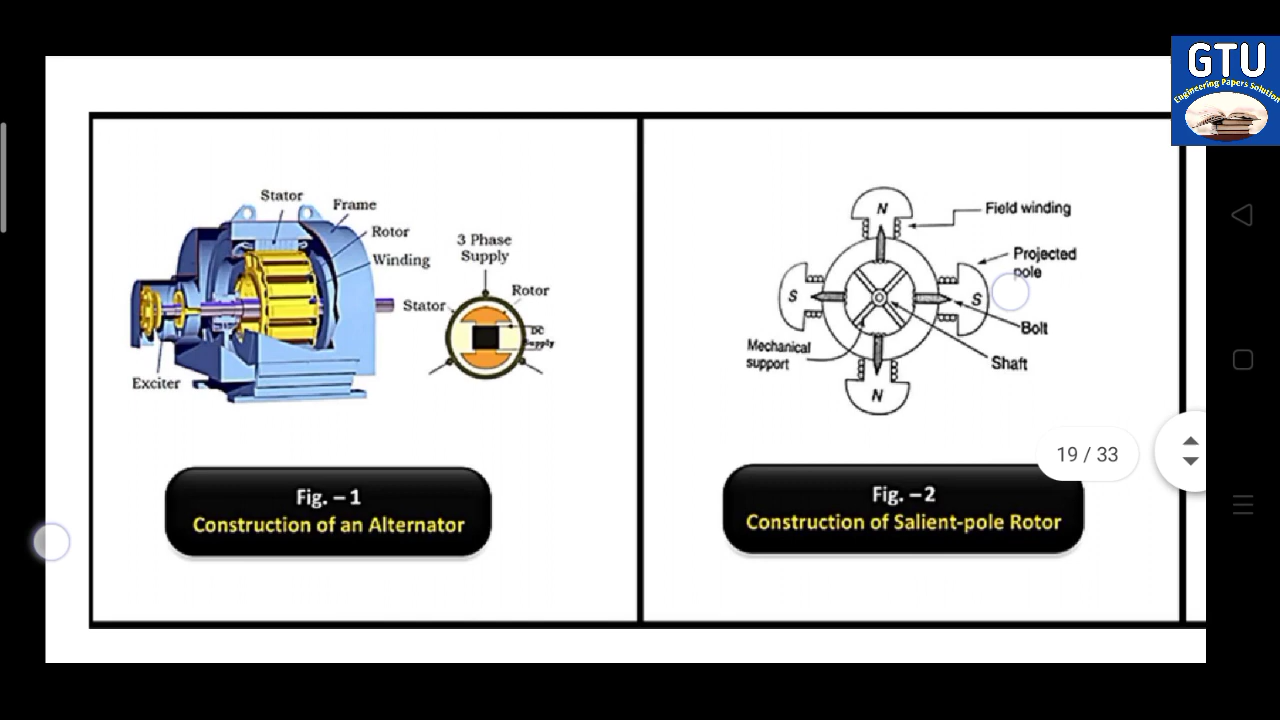 GTU
Engineering Papers Solution
Stator
Frame
Rotor
Winding
Exciter
3 Phase
Supply
Stator
Rotor
DC
Supply
Fig. – 1
Construction of an Alternator
N
Field winding
Projected
pole
S
S
Bolt
Mechanical
support
Shaft
N
Fig. – 2
Construction of Salient-pole Rotor
19 / 33